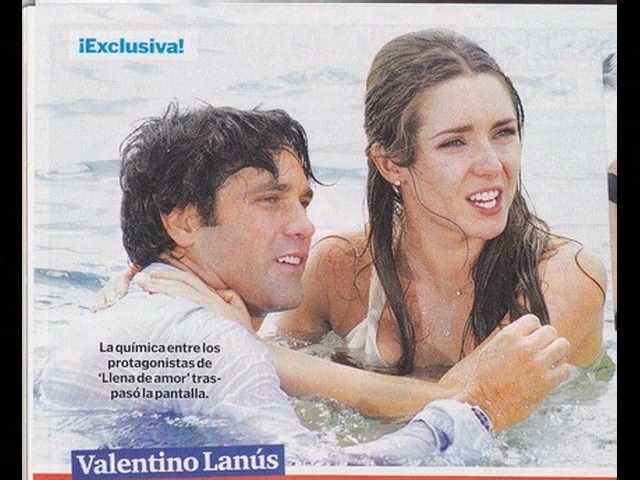 ¡Exclusiva!
La química entre los
protagonistas de
'Llena de amor' tras-
pasó la pantalla.
Valentino Lanús